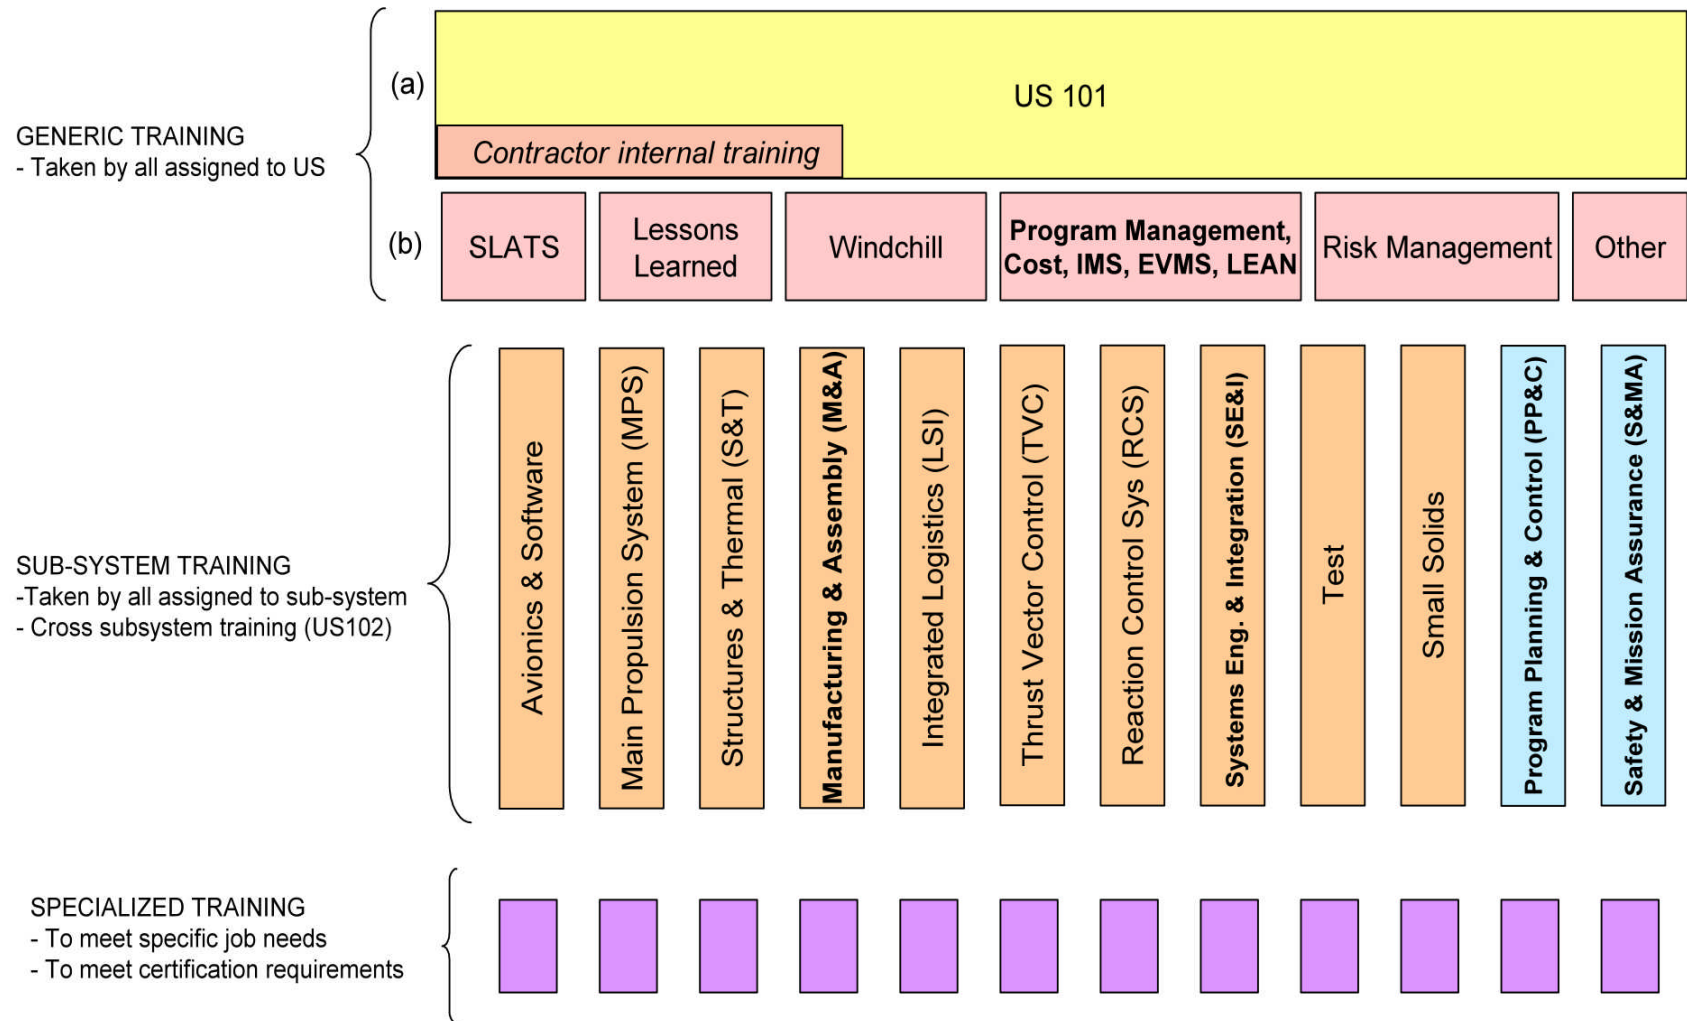 (a)
US 101
Contractor internal training
GENERIC TRAINING
- Taken by all assigned to US
(b)
SLATS
Lessons
Learned
Windchill
Program Management,
Cost, IMS, EVMS, LEAN
Risk Management
Other
SUB-SYSTEM TRAINING
-Taken by all assigned to sub-system
- Cross subsystem training (US102)
Avionics & Software
Main Propulsion System (MPS)
Structures & Thermal (S&T)
Manufacturing & Assembly (M&A)
Integrated Logistics (LSI)
Thrust Vector Control (TVC)
Reaction Control Sys (RCS)
Systems Eng. & Integration (SE&I)
Test
Small Solids
Program Planning & Control (PP&C)
Safety & Mission Assurance (S&MA)
SPECIALIZED TRAINING
- To meet specific job needs
- To meet certification requirements